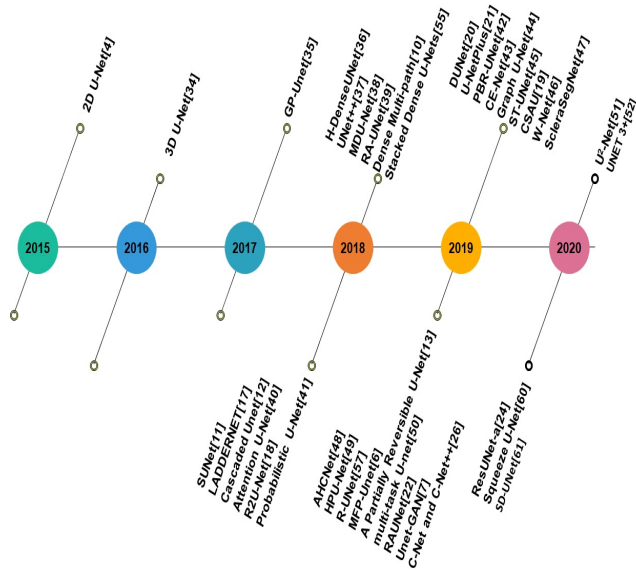 2D U-Net[4]
3D U-Net[34]
GP-Unet[35]
H-DenseUNet[36]
UNet++[37]
MDU-Net[38]
RA-UNet[39]
Dense Multi-path[10]
Stacked Dense U-Nets[55]
DUNet[20]
U-NetPlus[21]
PBR-UNet[42]
CE-Net[43]
Graph U-Net[44]
ST-UNet[45]
CSAU[19]
W-Net[46]
ScleraSegNet[47]
U²-Net[51]
UNET 3+[52]
2015
2016
2017
2018
2019
2020
SUNet[11]
LADDERNET[17]
Cascaded Unet[12]
Attention U-Net[40]
R2U-Net[18]
Probabilistic U-Net[41]
AHCNet[48]
HPU-Net[49]
R-UNet[57]
MFP-Unet[6]
A Partially Reversible U-Net[13]
multi-task U-net[50]
RAUNet[22]
Unet-GAN[7]
C-Net and C-Net++[26]
ResUNet-a[24]
Squeeze U-Net[60]
SD-UNet[61]